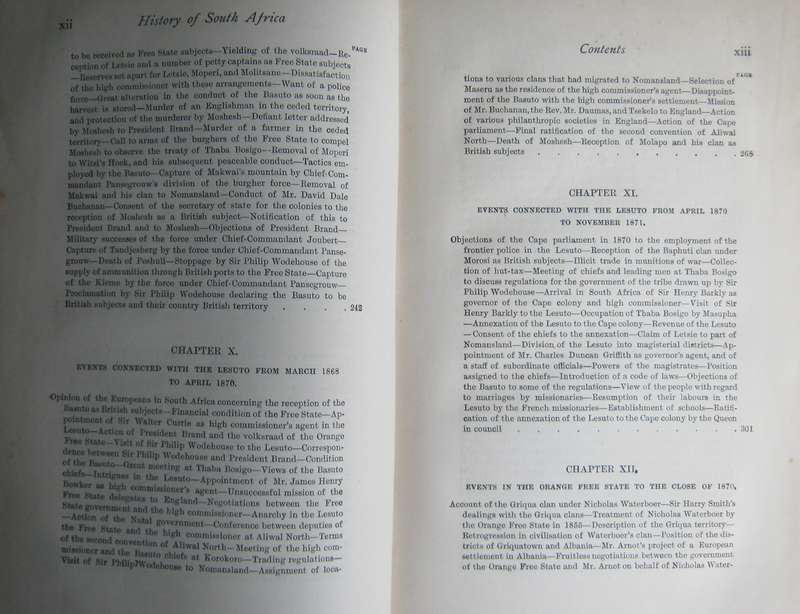 xii
History of South Africa
PAGE
to be received as Free State subjects—Yielding of the volksraad—Re-
ception of Letsie and a number of petty captains as Free State subjects
—Reserves set apart for Letsie, Moperi, and Molitsane—Dissatisfaction
of the high commissioner with these arrangements—Want of a police
force—Great alteration in the conduct of the Basuto as soon as the
harvest is stored—Murder of an Englishman in the ceded territory,
and protection of the murderer by Moshesh—Defiant letter addressed
by Moshesh to President Brand—Murder of a farmer in the ceded
territory—Call to arms of the burghers of the Free State to compel
Moshesh to observe the treaty of Thaba Bosigo—Removal of Moperi
to Witzi's Hoek, and his subsequent peaceable conduct—Tactics em-
ployed by the Basuto—Capture of Makwai's mountain by Chief-Com-
mandant Pansegrouw's division of the burgher force—Removal of
Makwai and his clan to Nomansland—Conduct of Mr. David Dale
Buchanan—Consent of the secretary of state for the colonies to the
reception of Moshesh as a British subject—Notification of this to
President Brand and to Moshesh—Objections of President Brand—
Military successes of the force under Chief-Commandant Joubert—
Capture of Tandjesberg by the force under Chief-Commandant Panse-
grouw—Death of Poshuli—Stoppage by Sir Philip Wodehouse of the
supply of ammunition through British ports to the Free State—Capture
of the Kieme by the force under Chief-Commandant Pansegrouw—
Proclamation by Sir Philip Wodehouse declaring the Basuto to be
British subjects and their country British territory . . . . 242
CHAPTER X.
EVENTS CONNECTED WITH THE LESUTO FROM MARCH 1868
TO APRIL 1870.
Opinion of the Europeans in South Africa concerning the reception of the
Basuto as British subjects—Financial condition of the Free State—Ap-
pointment of Sir Walter Currie as high commissioner's agent in the
Lesuto—Action of President Brand and the volksraad of the Orange
Free State—Visit of Sir Philip Wodehouse to the Lesuto—Correspon-
dence between Sir Philip Wodehouse and President Brand—Condition
of the Basuto—Great meeting at Thaba Bosigo—Views of the Basuto
chiefs—Intrigues in the Lesuto—Appointment of Mr. James Henry
Bowker as high commissioner's agent—Unsuccessful mission of the
Free State delegates to England—Negotiations between the Free
State government and the high commissioner—Anarchy in the Lesuto
—Action of the Natal government—Conference between deputies of
the Free State and the high commissioner at Aliwal North—Terms
of the second convention of Aliwal North—Meeting of the high com-
missioner and the Basuto chiefs at Korokoro—Trading regulations—
Visit of Sir Philip Wodehouse to Nomansland—Assignment of loca-
Contents
xiii
PAGE
tions to various clans that had migrated to Nomansland—Selection of
Maseru as the residence of the high commissioner's agent—Disappoint-
ment of the Basuto with the high commissioner's settlement—Mission
of Mr. Buchanan, the Rev. Mr. Daumas, and Tsekelo to England—Action
of various philanthropic societies in England—Action of the Cape
parliament—Final ratification of the second convention of Aliwal
North—Death of Moshesh—Reception of Molapo and his clan as
British subjects . . . . . . . . . . 268
CHAPTER XI.
EVENTS CONNECTED WITH THE LESUTO FROM APRIL 1870
TO NOVEMBER 1871.
Objections of the Cape parliament in 1870 to the employment of the
frontier police in the Lesuto—Reception of the Baphuti clan under
Morosi as British subjects—Illicit trade in munitions of war—Collec-
tion of hut-tax—Meeting of chiefs and leading men at Thaba Bosigo
to discuss regulations for the government of the tribe drawn up by Sir
Philip Wodehouse—Arrival in South Africa of Sir Henry Barkly as
governor of the Cape colony and high commissioner—Visit of Sir
Henry Barkly to the Lesuto—Occupation of Thaba Bosigo by Masupha
—Annexation of the Lesuto to the Cape colony—Revenue of the Lesuto
—Consent of the chiefs to the annexation—Claim of Letsie to part of
Nomansland—Division of the Lesuto into magisterial districts—Ap-
pointment of Mr. Charles Duncan Griffith as governor's agent, and of
a staff of subordinate officials—Powers of the magistrates—Position
assigned to the chiefs—Introduction of a code of laws—Objections of
the Basuto to some of the regulations—View of the people with regard
to marriages by missionaries—Resumption of their labours in the
Lesuto by the French missionaries—Establishment of schools—Ratifi-
cation of the annexation of the Lesuto to the Cape colony by the Queen
in council . . . . . . . . . . 301
CHAPTER XII.
EVENTS IN THE ORANGE FREE STATE TO THE CLOSE OF 1870.
Account of the Griqua clan under Nicholas Waterboer—Sir Harry Smith's
dealings with the Griqua clans—Treatment of Nicholas Waterboer by
the Orange Free State in 1855—Description of the Griqua territory—
Retrogression in civilisation of Waterboer's clan—Position of the dis-
tricts of Griquatown and Albania—Mr. Arnot's project of a European
settlement in Albania—Fruitless negotiations between the government
of the Orange Free State and Mr. Arnot on behalf of Nicholas Water-